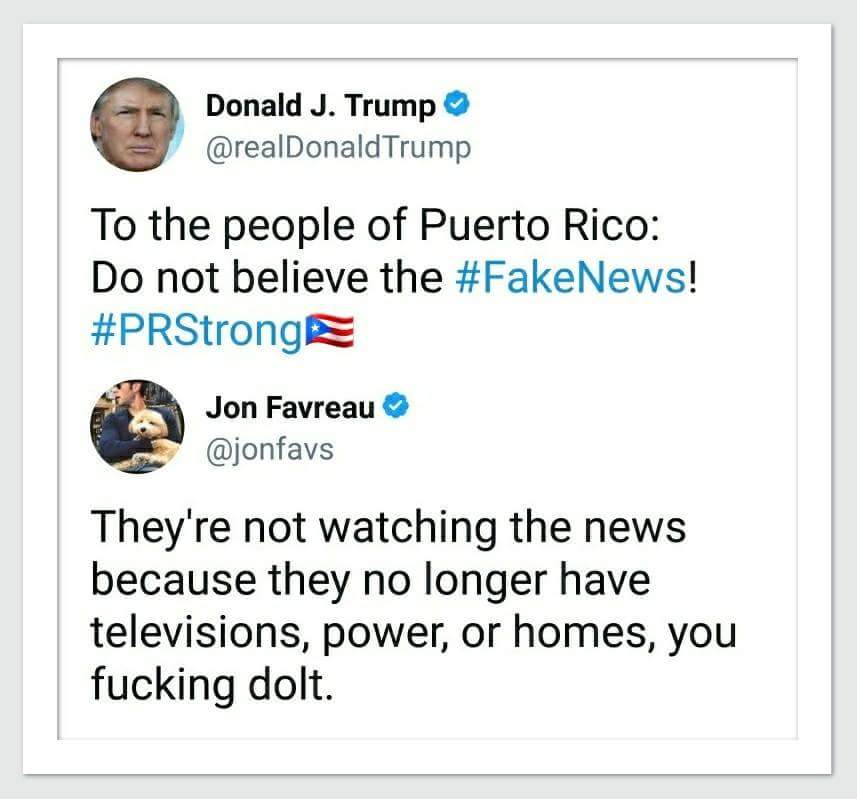 Donald J. Trump
@realDonaldTrump
To the people of Puerto Rico:
Do not believe the #FakeNews!
#PRStrong🇵🇷
Jon Favreau
@jonfavs
They're not watching the news
because they no longer have
televisions, power, or homes, you
fucking dolt.